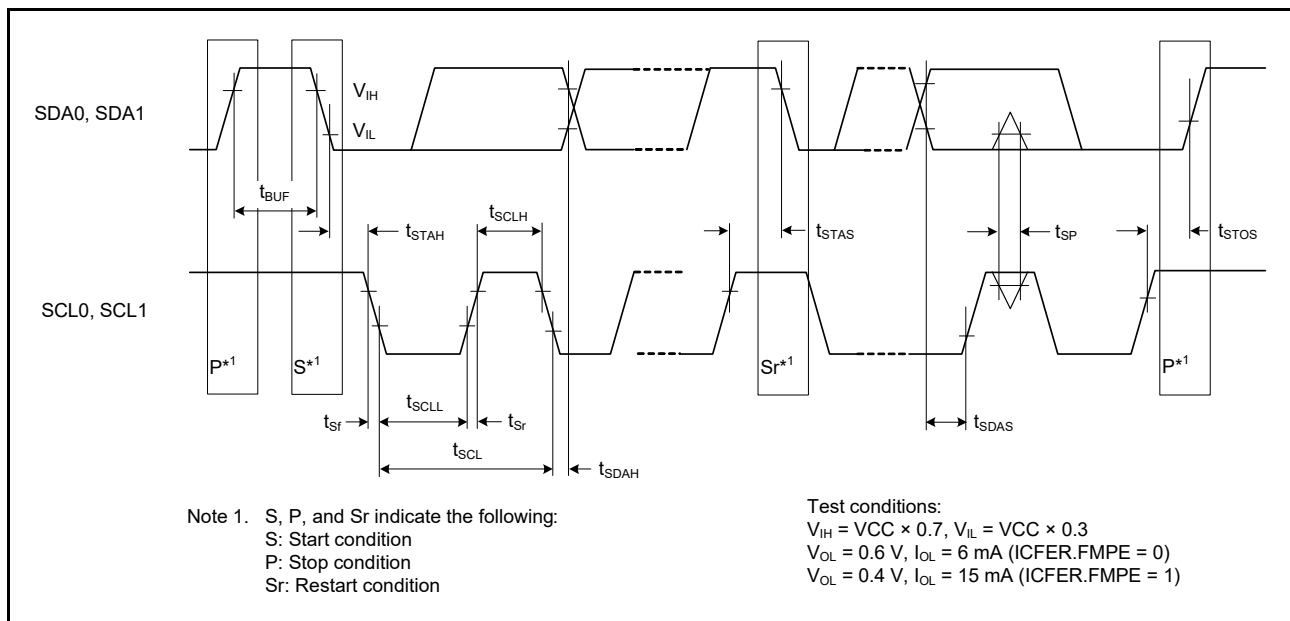 SDA0, SDA1
V_IH
V_IL
t_BUF
t_STAH
t_SCLH
t_STAS
t_SP
t_STOS
SCL0, SCL1
P*1
S*1
Sr*1
P*1
t_Sf
t_SCLL
t_Sr
t_SCL
t_SDAH
t_SDAS
Note 1. S, P, and Sr indicate the following:
S: Start condition
P: Stop condition
Sr: Restart condition
Test conditions:
V_IH = VCC × 0.7, V_IL = VCC × 0.3
V_OL = 0.6 V, I_OL = 6 mA (ICFER.FMPE = 0)
V_OL = 0.4 V, I_OL = 15 mA (ICFER.FMPE = 1)